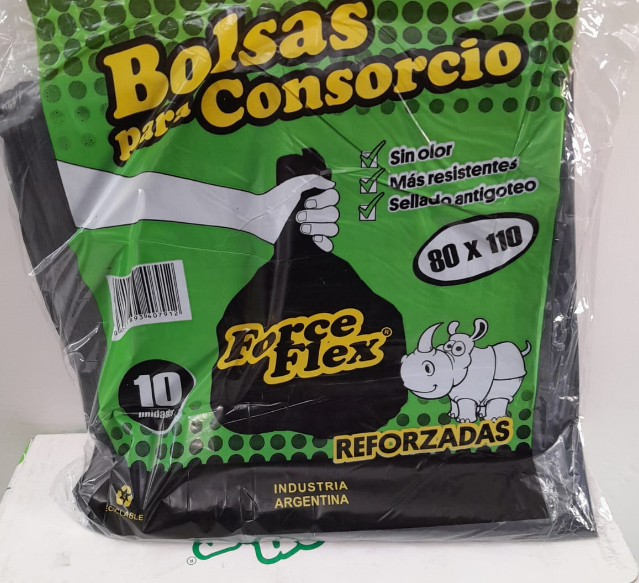 Bolsas
para Consorcio
Sin olor
Más resistentes
Sellado antigoteo
80 x 110
Force
Flex®
10
unidades
REFORZADAS
INDUSTRIA
ARGENTINA